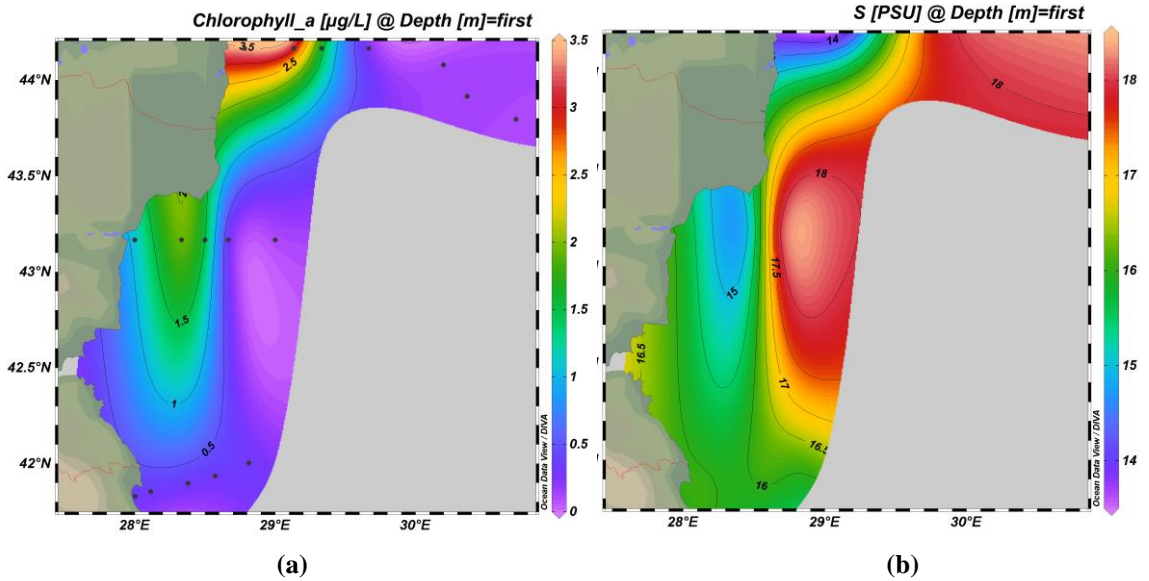 Chlorophyll_a [µg/L] @ Depth [m]=first
44°N
43.5°N
43°N
42.5°N
42°N
28°E
29°E
30°E
3.5
2.5
2
1.5
1
0.5
3.5
3
2.5
2
1.5
1
0.5
0
Ocean Data View / DIVA
(a)
S [PSU] @ Depth [m]=first
28°E
29°E
30°E
14
18
18
17.5
15
16.5
17
16.5
16
18
17
16
15
14
Ocean Data View / DIVA
(b)